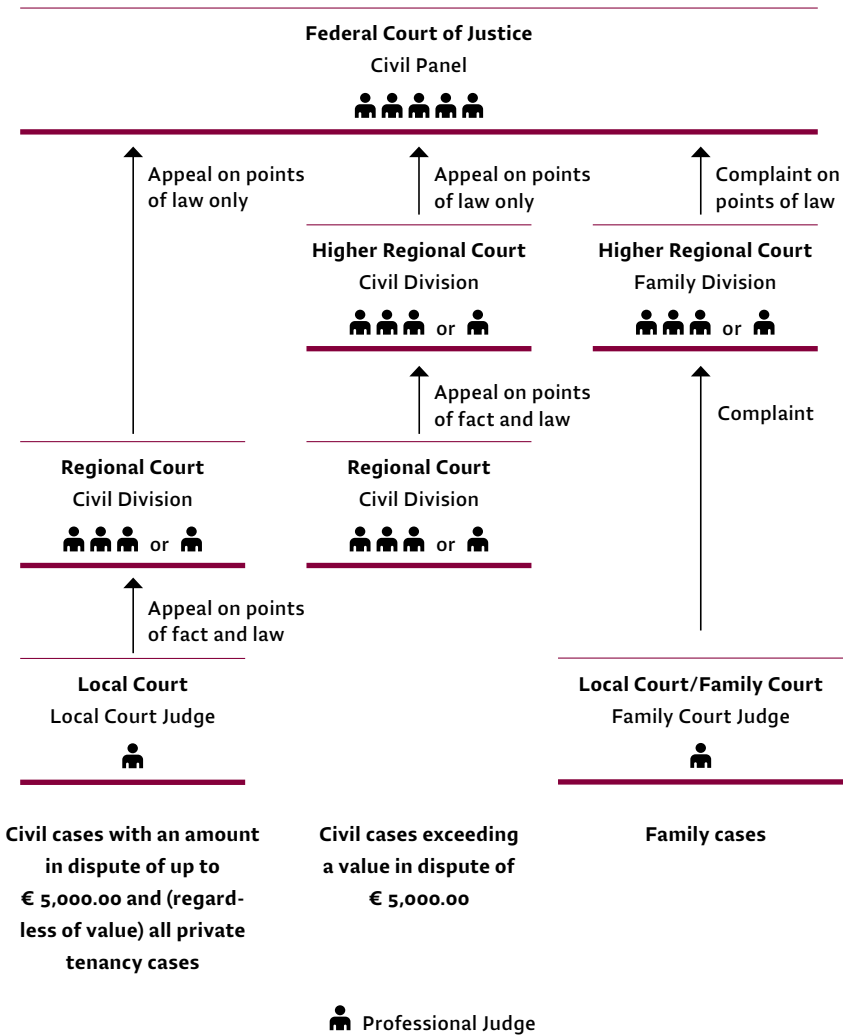 Federal Court of Justice
Civil Panel
Appeal on points
of law only
Appeal on points
of law only
Complaint on
points of law
Higher Regional Court
Civil Division
or
Higher Regional Court
Family Division
or
Appeal on points
of fact and law
Complaint
Regional Court
Civil Division
or
Regional Court
Civil Division
or
Appeal on points
of fact and law
Local Court
Local Court Judge
Local Court/Family Court
Family Court Judge
Civil cases with an amount
in dispute of up to
€ 5,000.00 and (regard-
less of value) all private
tenancy cases
Civil cases exceeding
a value in dispute of
€ 5,000.00
Family cases
Professional Judge